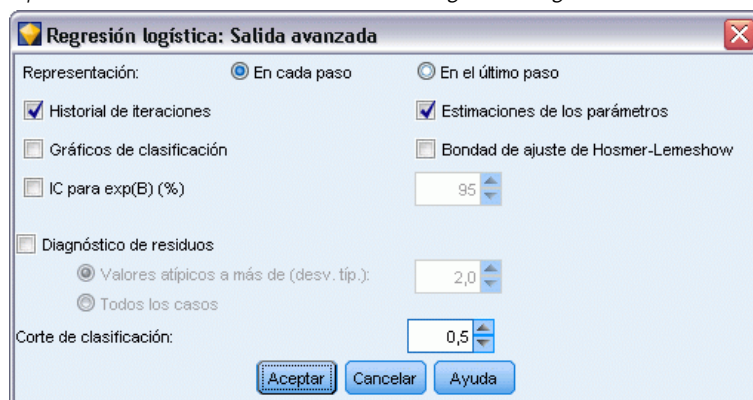 Regresión logística: Salida avanzada
Representación: En cada paso En el último paso
Historial de iteraciones Estimaciones de los parámetros
Gráficos de clasificación Bondad de ajuste de Hosmer-Lemeshow
IC para exp(B) (%) 95
Diagnóstico de residuos
Valores atípicos a más de (desv. típ.): 2,0
Todos los casos
Corte de clasificación: 0,5
Aceptar Cancelar Ayuda